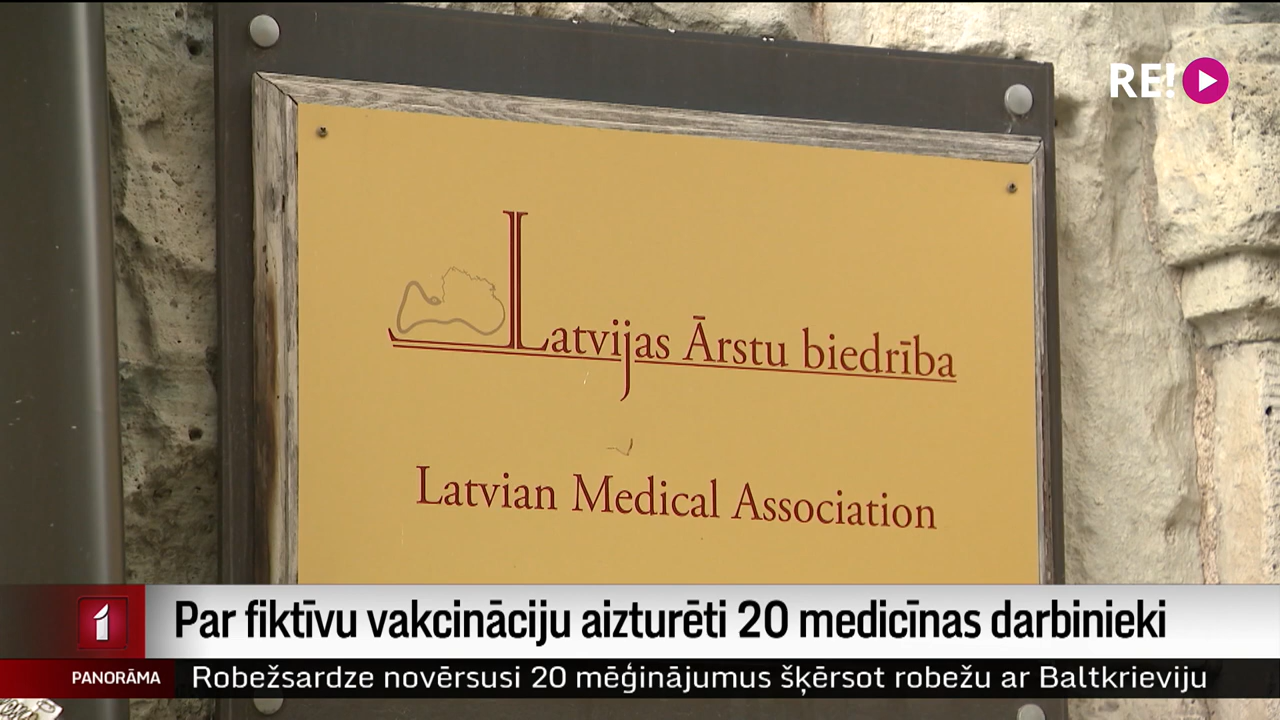 RE!
Latvijas Ārstu biedrība
Latvian Medical Association
1
Par fiktīvu vakcināciju aizturēti 20 medicīnas darbinieki
PANORĀMA
Robežsardze novērsusi 20 mēģinājumus šķērsot robežu ar Baltkrieviju